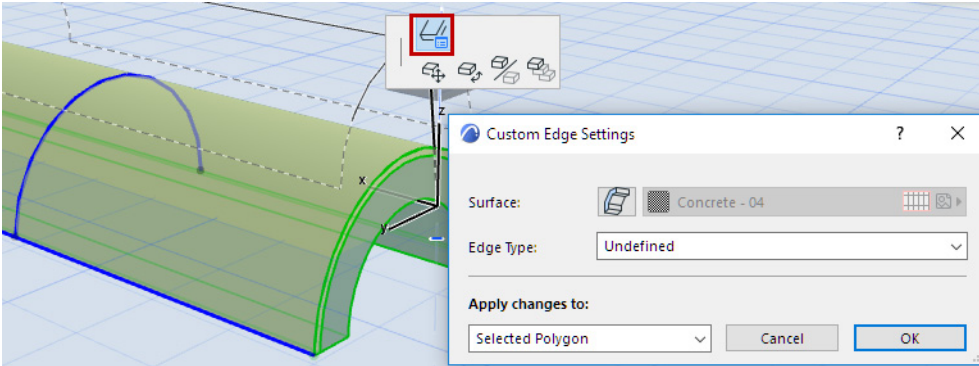 z
x
y
Custom Edge Settings
?
Surface:
Concrete - 04
Edge Type:
Undefined
Apply changes to:
Selected Polygon
Cancel
OK